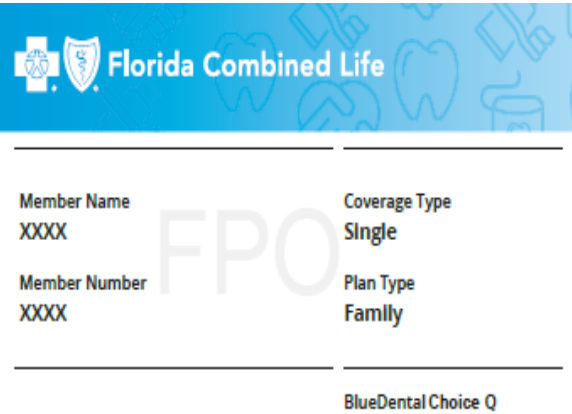 Florida Combined Life
Member Name
XXXX
Coverage Type
Single
FPO
Member Number
XXXX
Plan Type
Family
BlueDental Choice Q